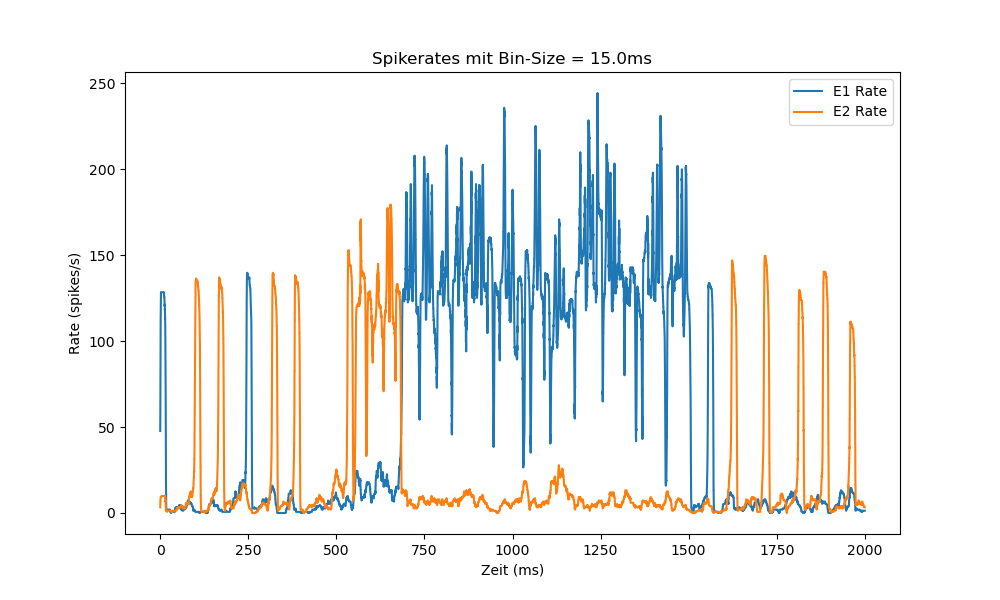 Spikerates mit Bin-Size = 15.0ms
E1 Rate
E2 Rate
250
200
150
100
50
0
Rate (spikes/s)
0 250 500 750 1000 1250 1500 1750 2000
Zeit (ms)